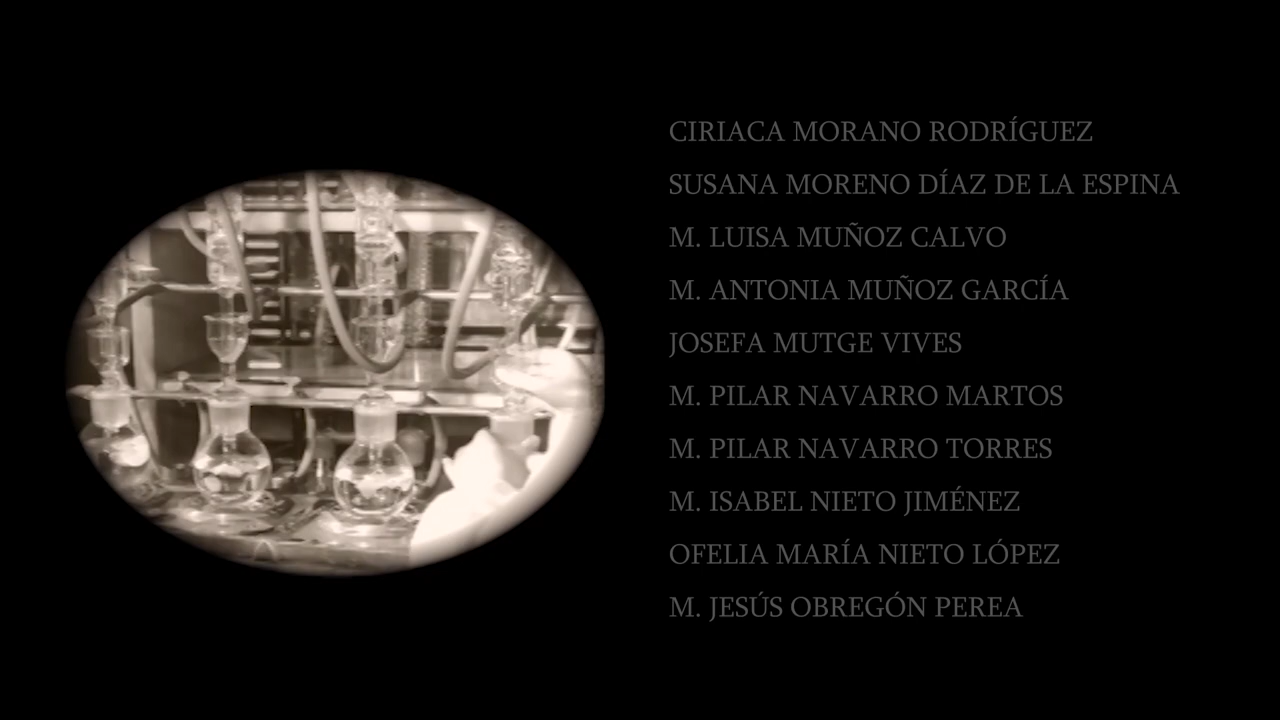 CIRIACA MORANO RODRÍGUEZ
SUSANA MORENO DÍAZ DE LA ESPINA
M. LUISA MUÑOZ CALVO
M. ANTONIA MUÑOZ GARCÍA
JOSEFA MUTGE VIVES
M. PILAR NAVARRO MARTOS
M. PILAR NAVARRO TORRES
M. ISABEL NIETO JIMÉNEZ
OFELIA MARÍA NIETO LÓPEZ
M. JESÚS OBREGÓN PEREA